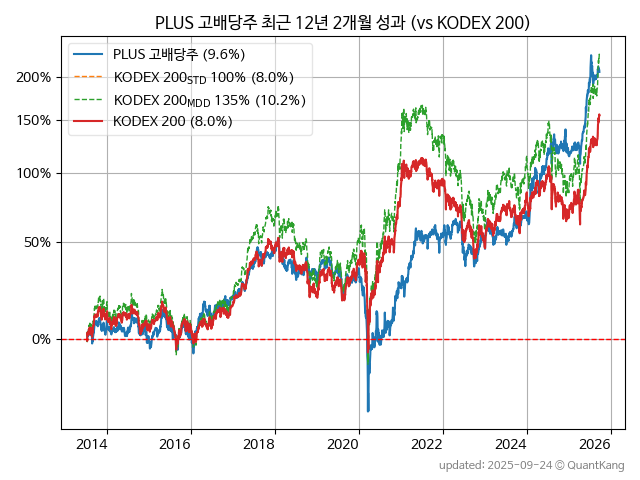 PLUS 고배당주 최근 12년 2개월 성과 (vs KODEX 200)
PLUS 고배당주 (9.6%)
KODEX 200STD 100% (8.0%)
KODEX 200MDD 135% (10.2%)
KODEX 200 (8.0%)
200%
150%
100%
50%
0%
2014 2016 2018 2020 2022 2024 2026
updated: 2025-09-24 © QuantKang